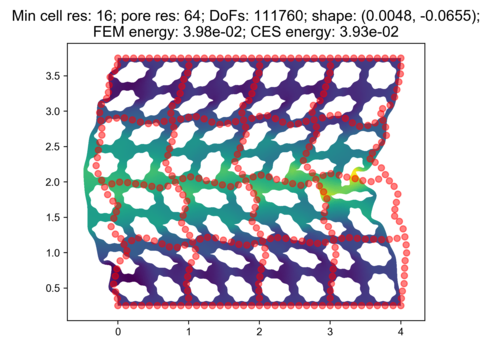 Min cell res: 16; pore res: 64; DoFs: 111760; shape: (0.0048, -0.0655);
FEM energy: 3.98e-02; CES energy: 3.93e-02
3.5
3.0
2.5
2.0
1.5
1.0
0.5
0 1 2 3 4